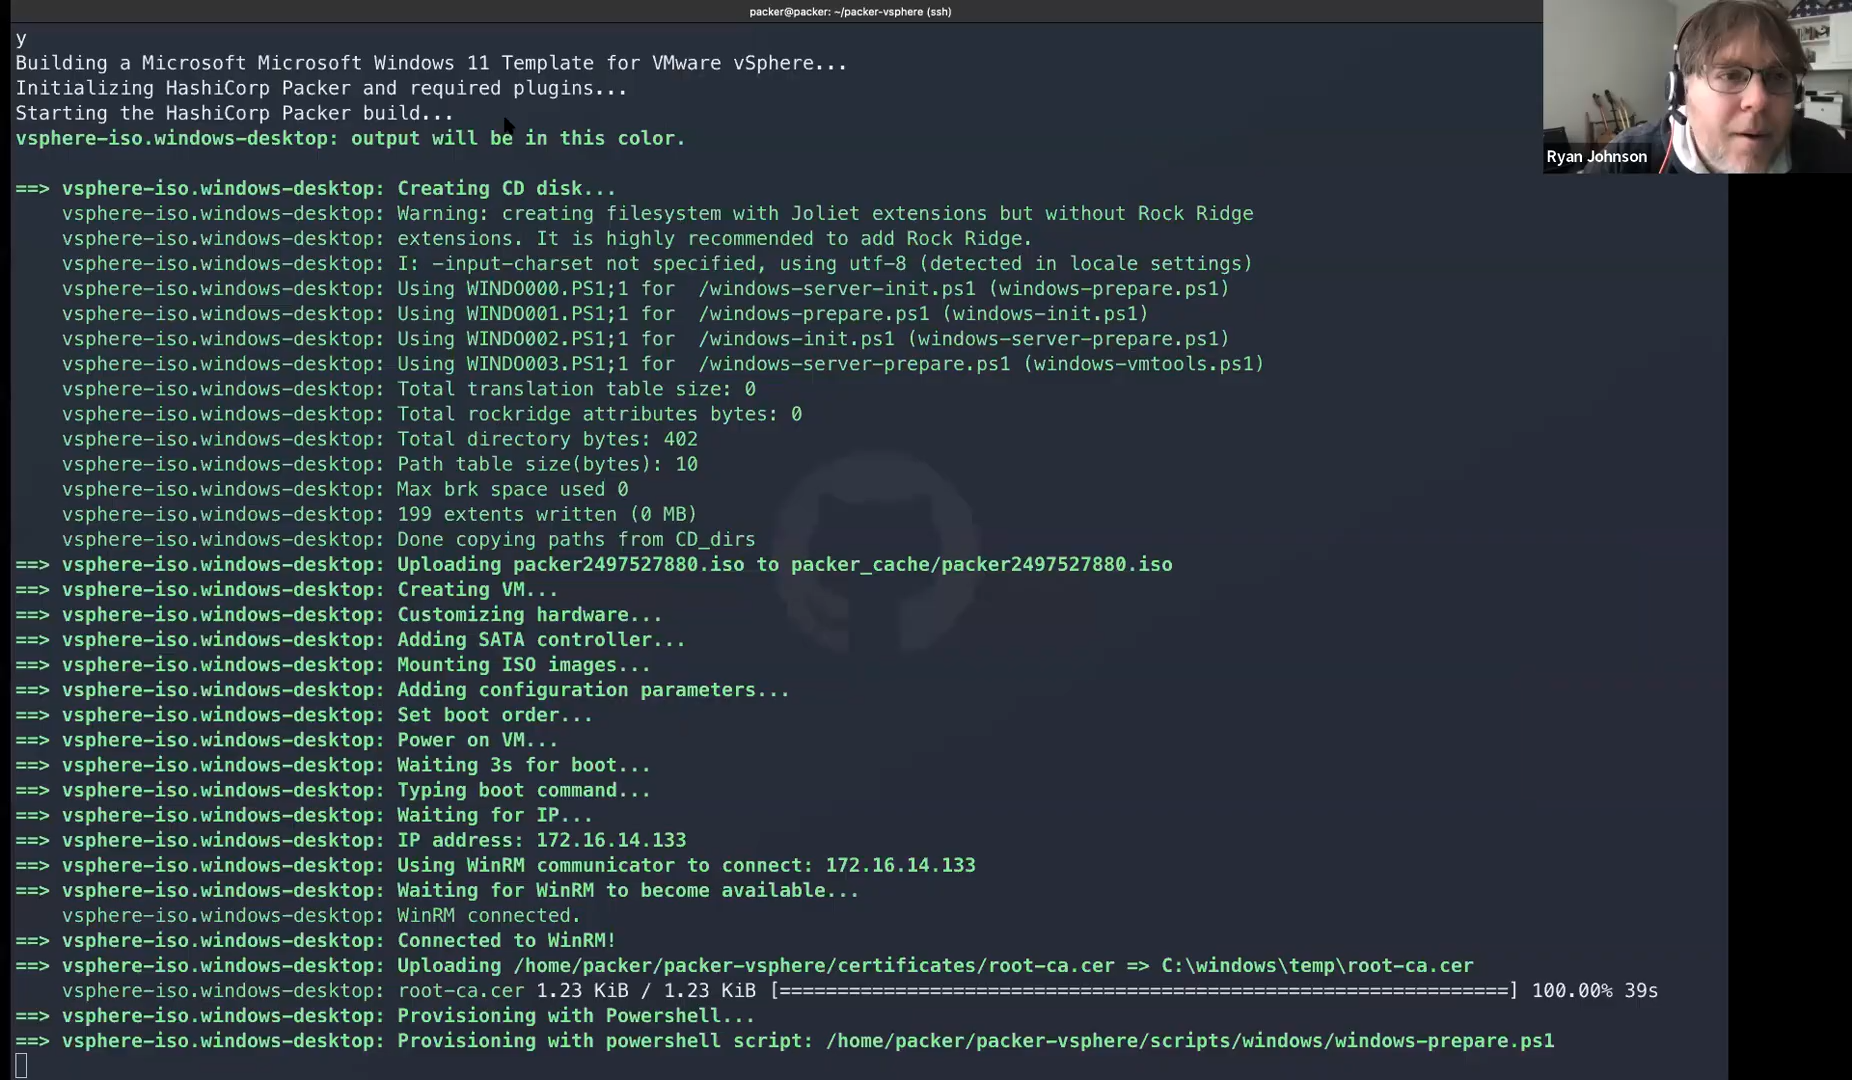 packer@packer: ~/packer-vsphere (ssh)
y
Building a Microsoft Microsoft Windows 11 Template for VMware vSphere...
Initializing HashiCorp Packer and required plugins...
Starting the HashiCorp Packer build...
vsphere-iso.windows-desktop: output will be in this color.
==> vsphere-iso.windows-desktop: Creating CD disk...
vsphere-iso.windows-desktop: Warning: creating filesystem with Joliet extensions but without Rock Ridge
vsphere-iso.windows-desktop: extensions. It is highly recommended to add Rock Ridge.
vsphere-iso.windows-desktop: I: -input-charset not specified, using utf-8 (detected in locale settings)
vsphere-iso.windows-desktop: Using WINDO000.PS1;1 for  /windows-server-init.ps1 (windows-prepare.ps1)
vsphere-iso.windows-desktop: Using WINDO001.PS1;1 for  /windows-prepare.ps1 (windows-init.ps1)
vsphere-iso.windows-desktop: Using WINDO002.PS1;1 for  /windows-init.ps1 (windows-server-prepare.ps1)
vsphere-iso.windows-desktop: Using WINDO003.PS1;1 for  /windows-server-prepare.ps1 (windows-vmtools.ps1)
vsphere-iso.windows-desktop: Total translation table size: 0
vsphere-iso.windows-desktop: Total rockridge attributes bytes: 0
vsphere-iso.windows-desktop: Total directory bytes: 402
vsphere-iso.windows-desktop: Path table size(bytes): 10
vsphere-iso.windows-desktop: Max brk space used 0
vsphere-iso.windows-desktop: 199 extents written (0 MB)
vsphere-iso.windows-desktop: Done copying paths from CD_dirs
==> vsphere-iso.windows-desktop: Uploading packer2497527880.iso to packer_cache/packer2497527880.iso
==> vsphere-iso.windows-desktop: Creating VM...
==> vsphere-iso.windows-desktop: Customizing hardware...
==> vsphere-iso.windows-desktop: Adding SATA controller...
==> vsphere-iso.windows-desktop: Mounting ISO images...
==> vsphere-iso.windows-desktop: Adding configuration parameters...
==> vsphere-iso.windows-desktop: Set boot order...
==> vsphere-iso.windows-desktop: Power on VM...
==> vsphere-iso.windows-desktop: Waiting 3s for boot...
==> vsphere-iso.windows-desktop: Typing boot command...
==> vsphere-iso.windows-desktop: Waiting for IP...
==> vsphere-iso.windows-desktop: IP address: 172.16.14.133
==> vsphere-iso.windows-desktop: Using WinRM communicator to connect: 172.16.14.133
==> vsphere-iso.windows-desktop: Waiting for WinRM to become available...
vsphere-iso.windows-desktop: WinRM connected.
==> vsphere-iso.windows-desktop: Connected to WinRM!
==> vsphere-iso.windows-desktop: Uploading /home/packer/packer-vsphere/certificates/root-ca.cer => C:\windows\temp\root-ca.cer
vsphere-iso.windows-desktop: root-ca.cer 1.23 KiB / 1.23 KiB [===============================================================] 100.00% 39s
==> vsphere-iso.windows-desktop: Provisioning with Powershell...
==> vsphere-iso.windows-desktop: Provisioning with powershell script: /home/packer/packer-vsphere/scripts/windows/windows-prepare.ps1
Ryan Johnson